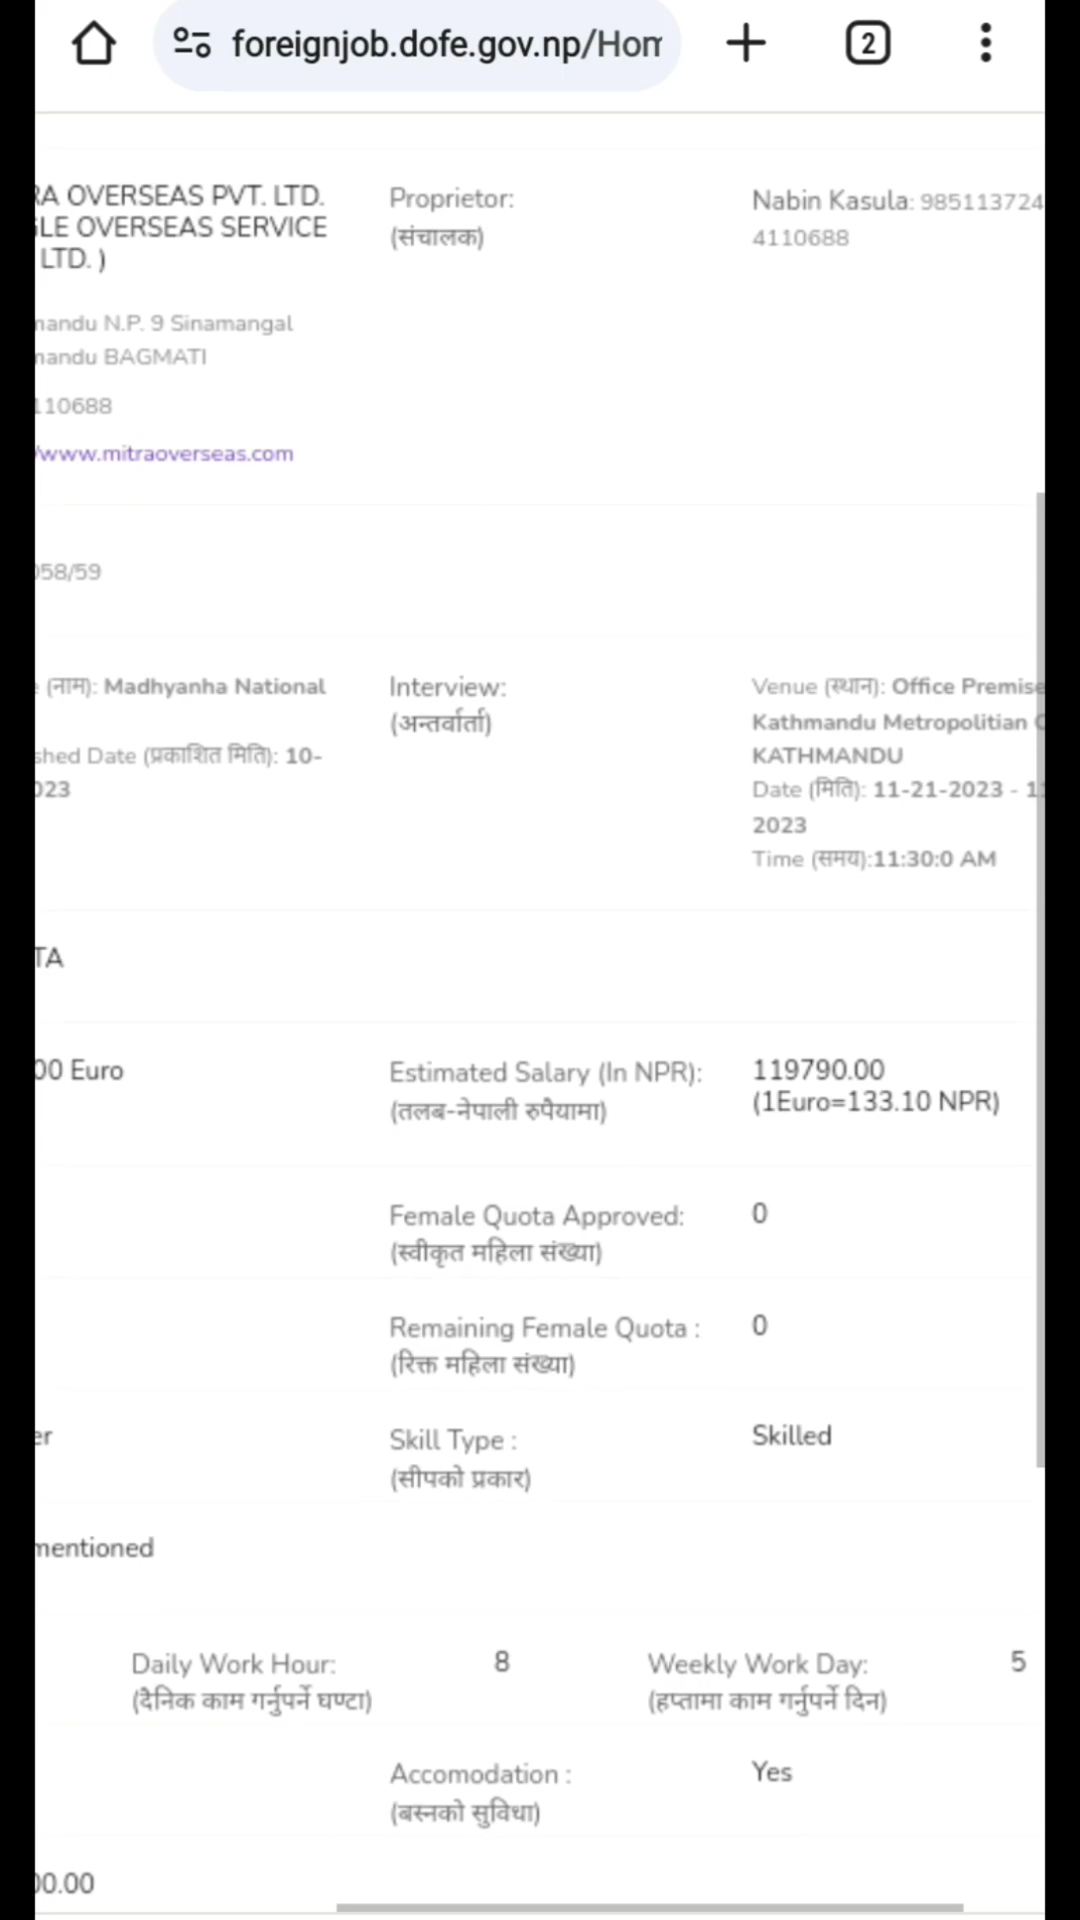 foreignjob.dofe.gov.np/Hom
2
RA OVERSEAS PVT. LTD.
GLE OVERSEAS SERVICE
LTD. )
Proprietor:
(संचालक)
Nabin Kasula: 985113724
4110688
mandu N.P. 9 Sinamangal
mandu BAGMATI
110688
/www.mitraoverseas.com
058/59
e (नाम): Madhyanha National
shed Date (प्रकाशित मिति): 10-
023
Interview:
(अन्तर्वार्ता)
Venue (स्थान): Office Premise
Kathmandu Metropolitian C
KATHMANDU
Date (मिति): 11-21-2023 - 11
2023
Time (समय):11:30:0 AM
TA
00 Euro
Estimated Salary (In NPR):
(तलब-नेपाली रुपैयामा)
119790.00
(1Euro=133.10 NPR)
Female Quota Approved:
(स्वीकृत महिला संख्या)
0
Remaining Female Quota :
(रिक्त महिला संख्या)
0
er
Skill Type :
(सीपको प्रकार)
Skilled
mentioned
Daily Work Hour:
(दैनिक काम गर्नुपर्ने घण्टा)
8
Weekly Work Day:
(हप्तामा काम गर्नुपर्ने दिन)
5
Accomodation :
(बस्नको सुविधा)
Yes
00.00